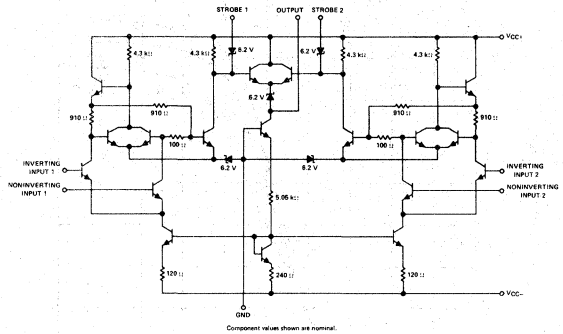 STROBE 1 OUTPUT STROBE 2
VCC+
4.3 kΩ 6.2 V 6.2 V 4.3 kΩ
4.3 kΩ 4.3 kΩ
6.2 V
910 Ω 910 Ω
910 Ω 910 Ω
100 Ω 100 Ω
INVERTING
INPUT 1
6.2 V 6.2 V
INVERTING
INPUT 2
NONINVERTING
INPUT 1
NONINVERTING
INPUT 2
5.05 kΩ
120 Ω 240 Ω 120 Ω
VCC−
GND
Component values shown are nominal.